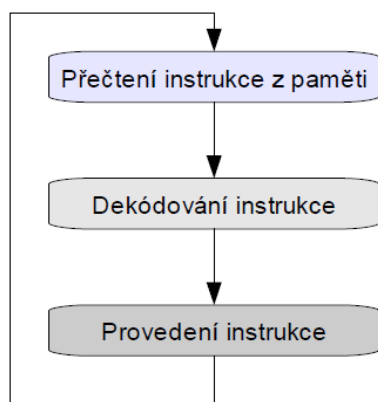 Přečtení instrukce z paměti
Dekódování instrukce
Provedení instrukce